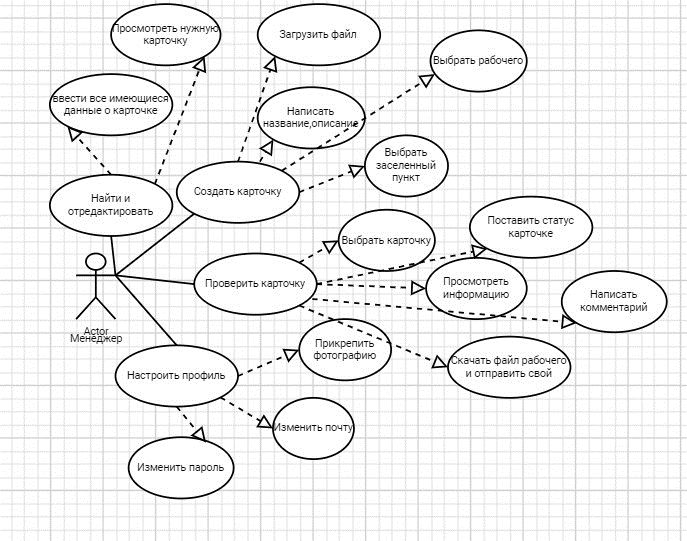 Просмотреть нужную
карточку
Загрузить файл
Выбрать рабочего
ввести все имеющиеся
данные о карточке
Написать
название,описание
Выбрать
заселенный
пункт
Найти и
отредактировать
Создать карточку
Поставить статус
карточке
Выбрать карточку
Проверить карточку
Просмотреть
информацию
Написать
комментарий
Actor
Менеджер
Прикрепить
фотографию
Скачать файл рабочего
и отправить свой
Настроить профиль
Изменить почту
Изменить пароль